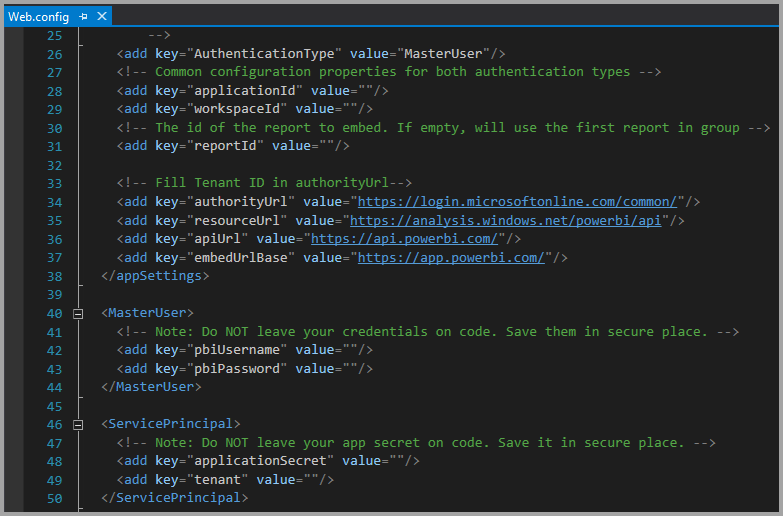 Web.config
25 -->
26 <add key="AuthenticationType" value="MasterUser"/>
27 <!-- Common configuration properties for both authentication types -->
28 <add key="applicationId" value=""/>
29 <add key="workspaceId" value=""/>
30 <!-- The id of the report to embed. If empty, will use the first report in group -->
31 <add key="reportId" value=""/>
32
33 <!-- Fill Tenant ID in authorityUrl-->
34 <add key="authorityUrl" value="https://login.microsoftonline.com/common/"/>
35 <add key="resourceUrl" value="https://analysis.windows.net/powerbi/api"/>
36 <add key="apiUrl" value="https://api.powerbi.com/"/>
37 <add key="embedUrlBase" value="https://app.powerbi.com/"/>
38 </appSettings>
39
40 <MasterUser>
41 <!-- Note: Do NOT leave your credentials on code. Save them in secure place. -->
42 <add key="pbiUsername" value=""/>
43 <add key="pbiPassword" value=""/>
44 </MasterUser>
45
46 <ServicePrincipal>
47 <!-- Note: Do NOT leave your app secret on code. Save it in secure place. -->
48 <add key="applicationSecret" value=""/>
49 <add key="tenant" value=""/>
50 </ServicePrincipal>